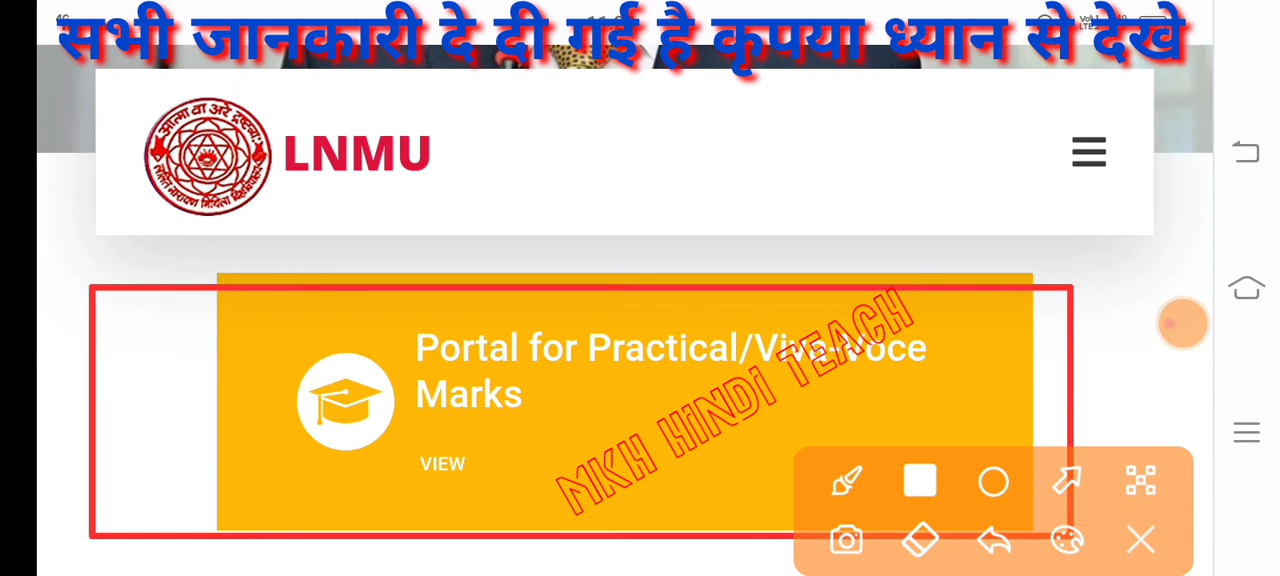 सभी जानकारी दे दी गई है कृपया ध्यान से देखे
LNMU
Portal for Practical/Viva-Voce
Marks
VIEW
MKH HINDI TEACH